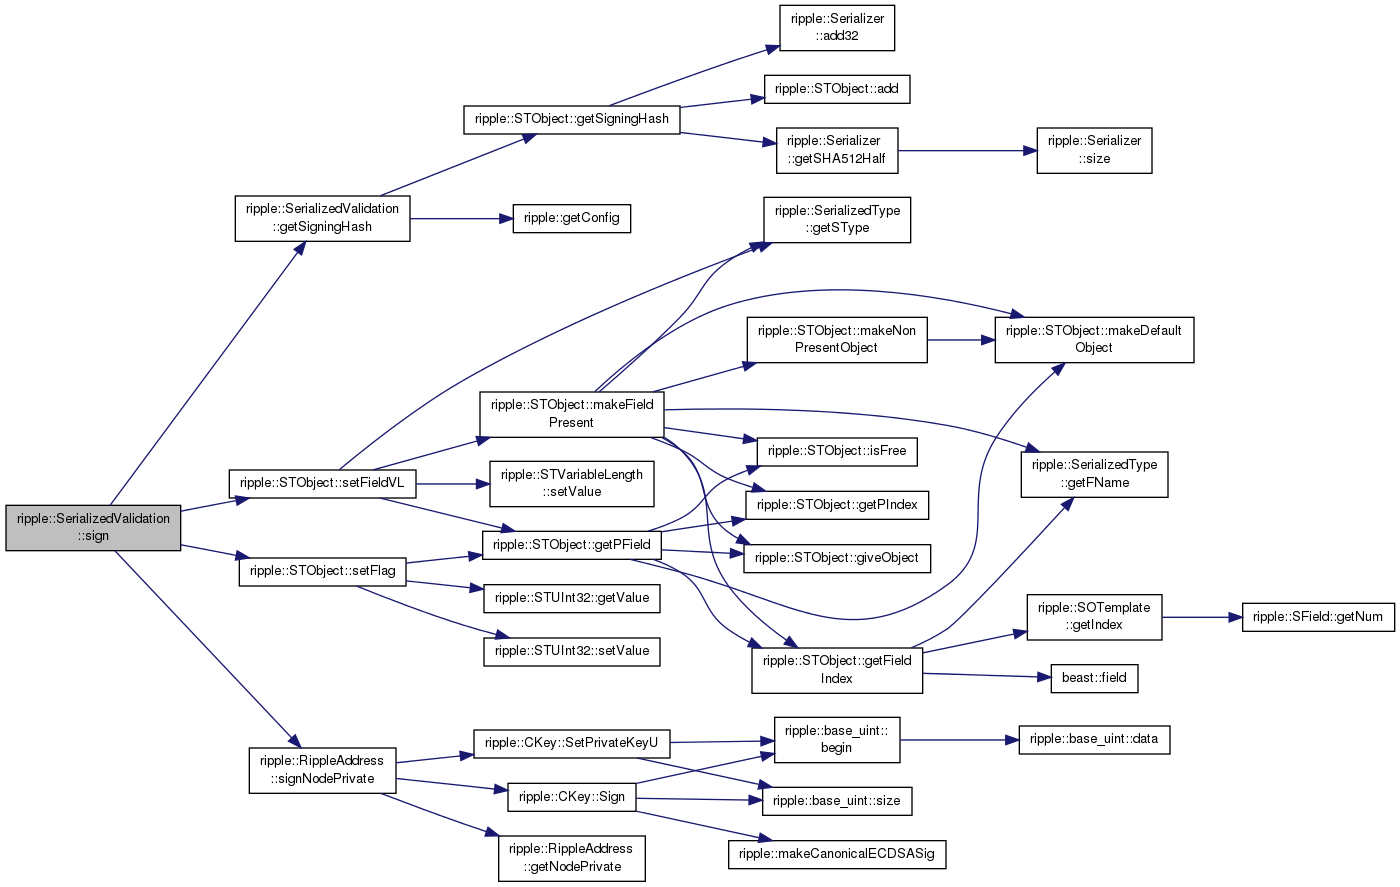 ripple::Serializer
::add32
ripple::STObject::add
ripple::STObject::getSigningHash
ripple::Serializer
::getSHA512Half
ripple::Serializer
::size
ripple::SerializedValidation
::getSigningHash
ripple::getConfig
ripple::SerializedType
::getSType
ripple::STObject::makeNon
PresentObject
ripple::STObject::makeDefault
Object
ripple::STObject::makeField
Present
ripple::STObject::isFree
ripple::SerializedType
::getFName
ripple::STObject::setFieldVL
ripple::STVariableLength
::setValue
ripple::STObject::getPIndex
ripple::SerializedValidation
::sign
ripple::STObject::getPField
ripple::STObject::giveObject
ripple::STObject::setFlag
ripple::STUInt32::getValue
ripple::SOTemplate
::getIndex
ripple::SField::getNum
ripple::STUInt32::setValue
ripple::STObject::getField
Index
beast::field
ripple::RippleAddress
::signNodePrivate
ripple::CKey::SetPrivateKeyU
ripple::base_uint::
begin
ripple::base_uint::data
ripple::CKey::Sign
ripple::base_uint::size
ripple::RippleAddress
::getNodePrivate
ripple::makeCanonicalECDSASig